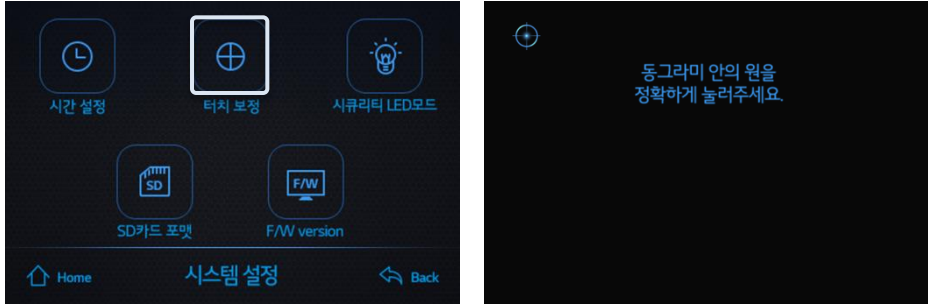 시간 설정
터치 보정
시큐리티 LED모드
SD
F/W
SD카드 포맷
F/W version
Home
시스템 설정
Back
동그라미 안의 원을
정확하게 눌러주세요.